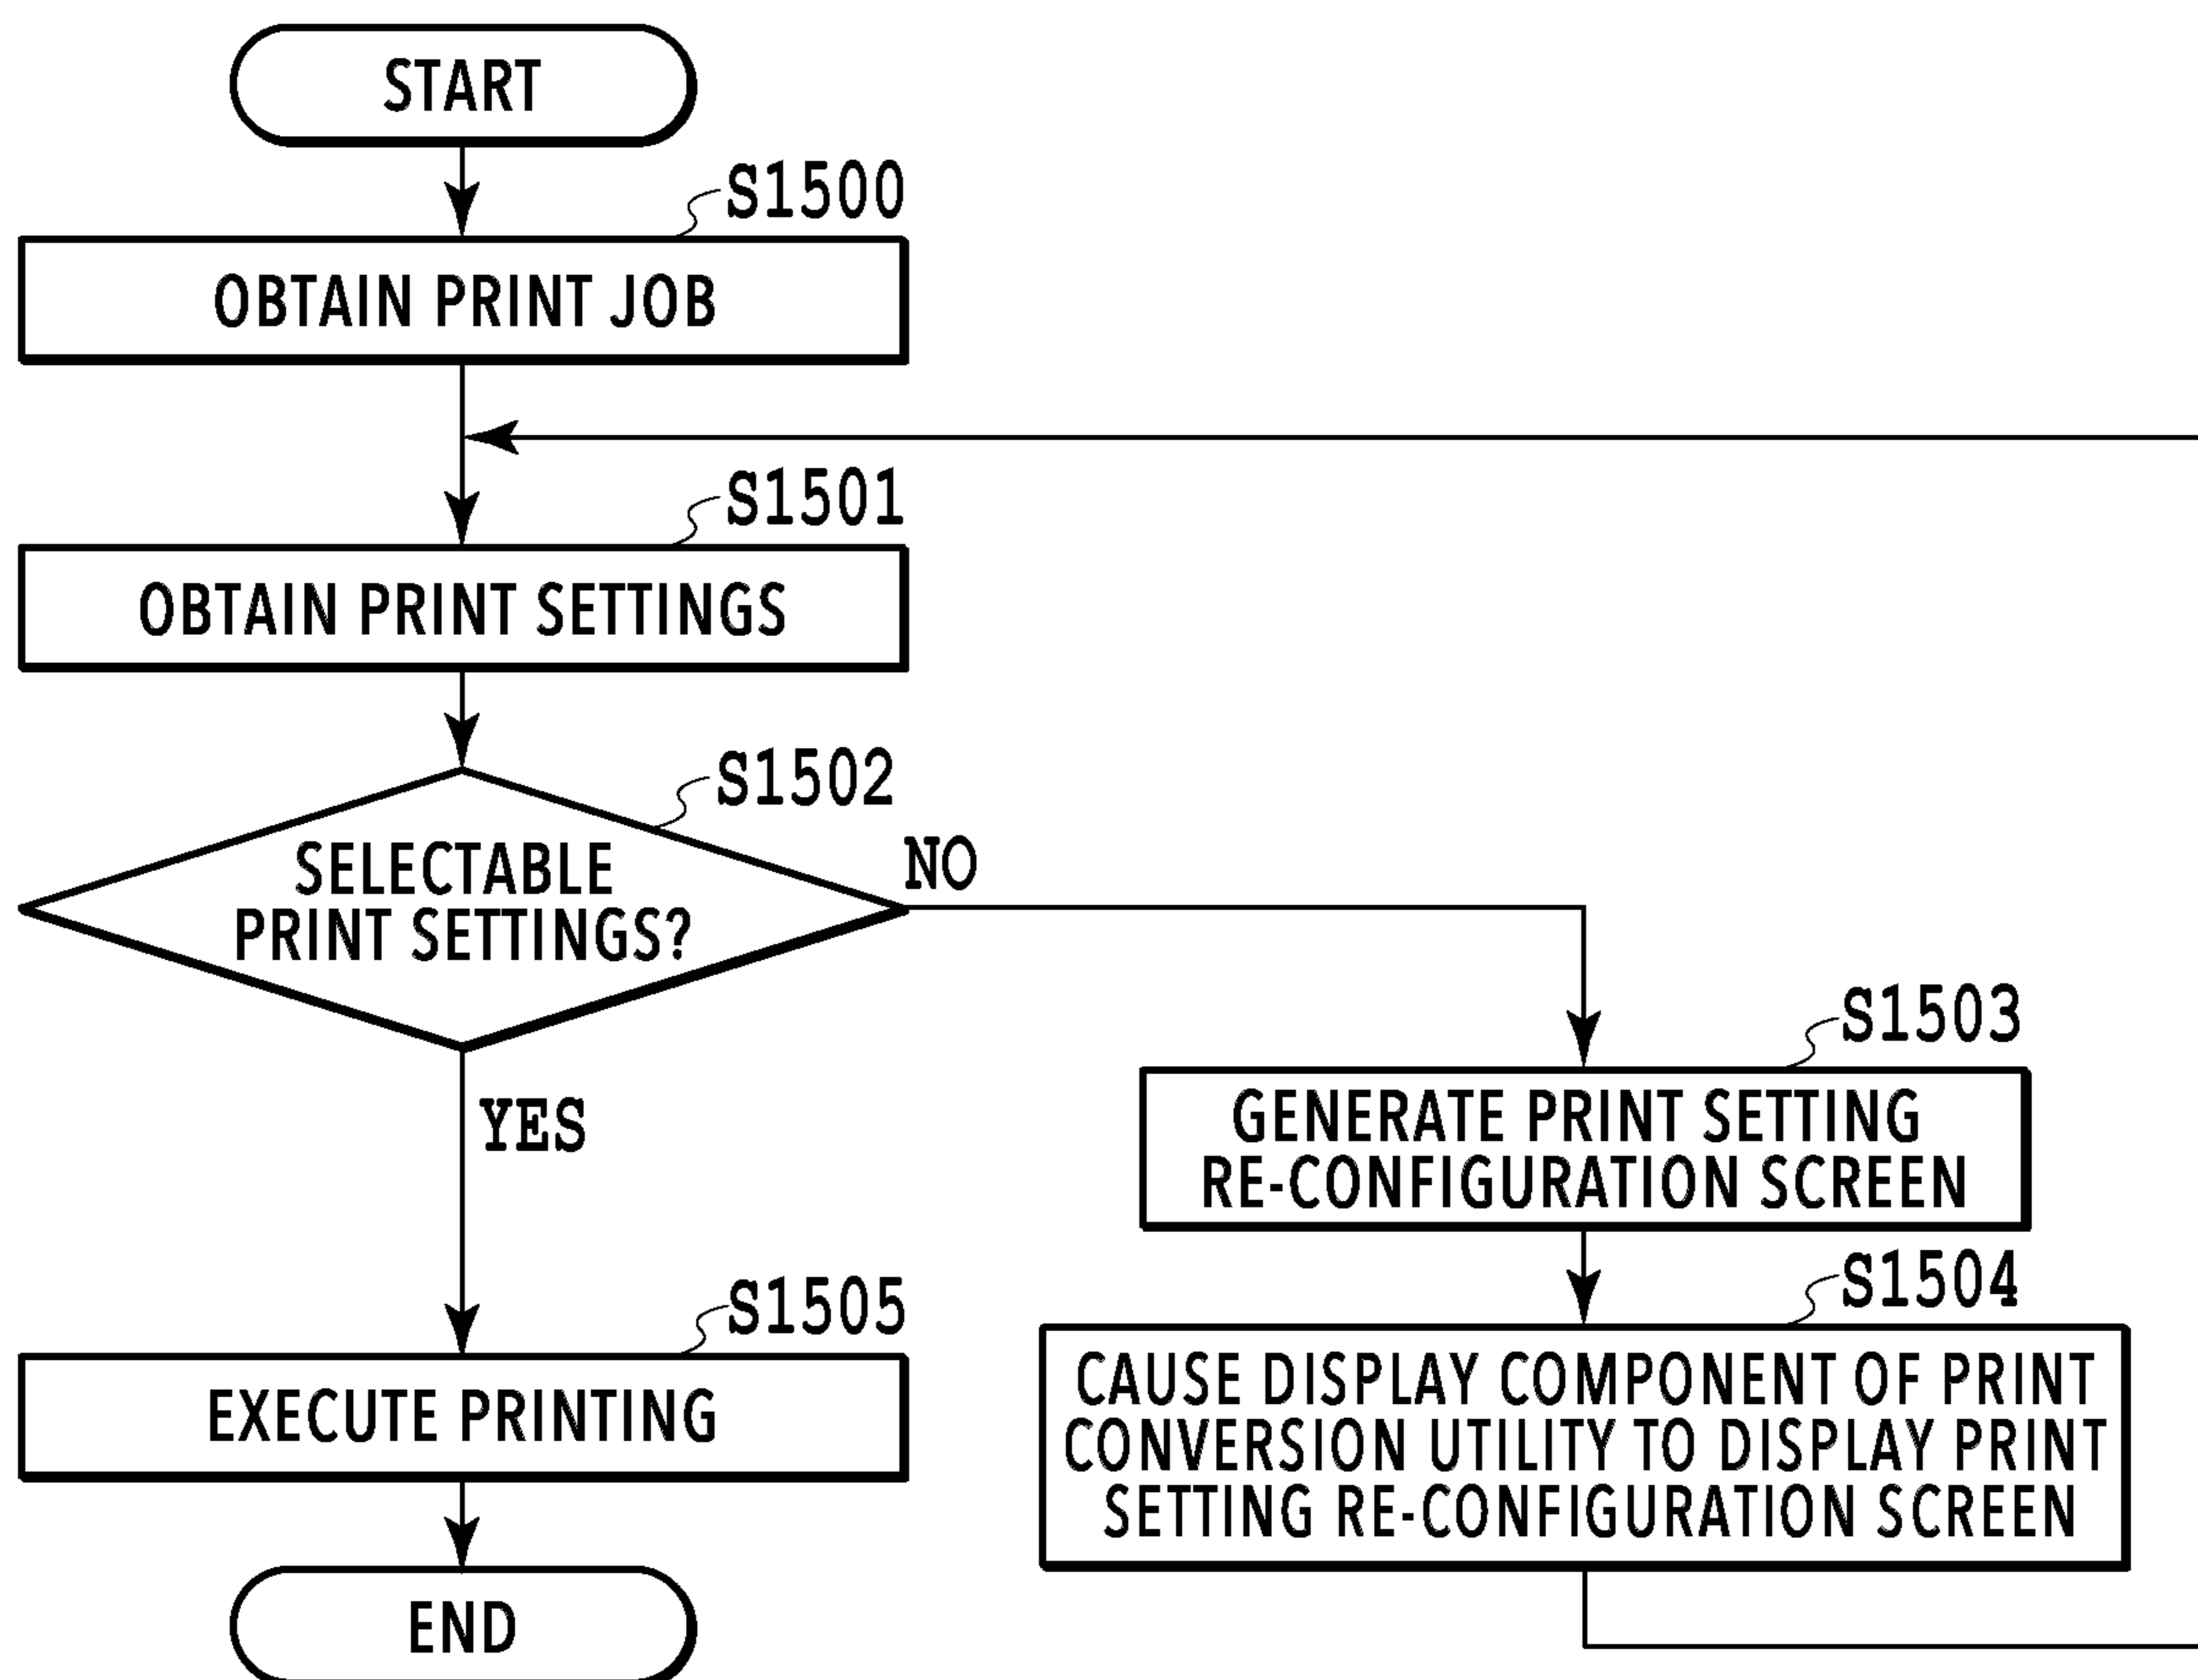 START
S1500
OBTAIN PRINT JOB
S1501
OBTAIN PRINT SETTINGS
S1502
SELECTABLE
PRINT SETTINGS?
NO
YES
S1503
GENERATE PRINT SETTING
RE-CONFIGURATION SCREEN
S1504
CAUSE DISPLAY COMPONENT OF PRINT
CONVERSION UTILITY TO DISPLAY PRINT
SETTING RE-CONFIGURATION SCREEN
S1505
EXECUTE PRINTING
END